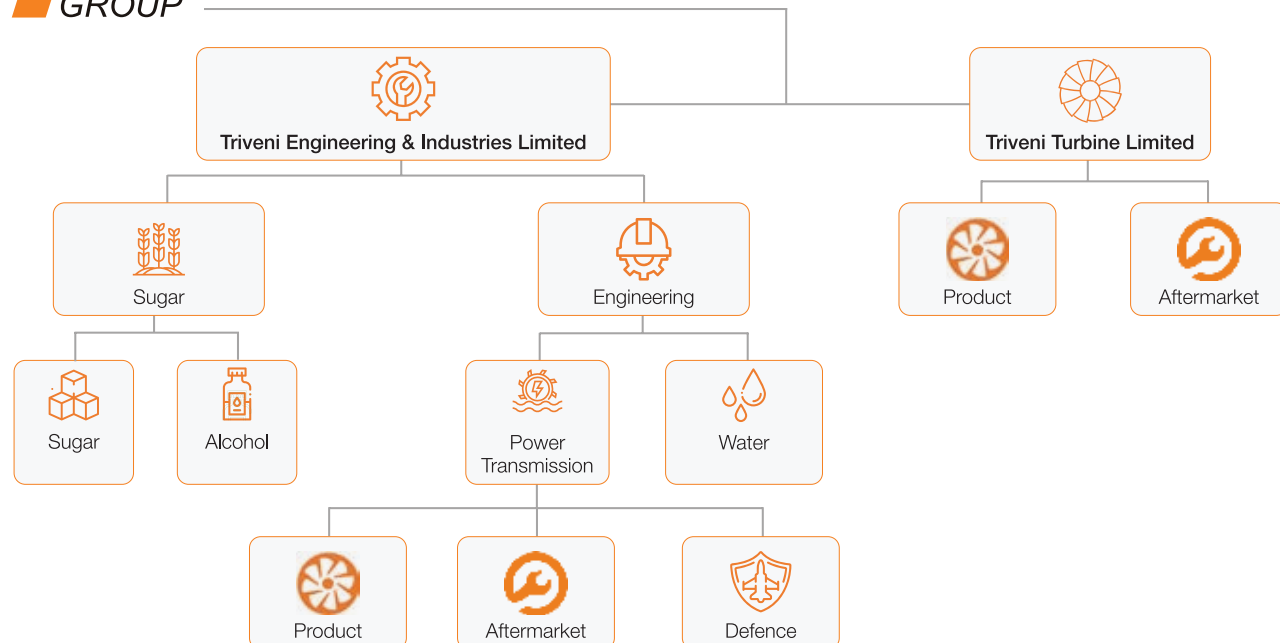 GROUP
Triveni Engineering & Industries Limited
Triveni Turbine Limited
Sugar
Engineering
Product
Aftermarket
Sugar
Alcohol
Power
Transmission
Water
Product
Aftermarket
Defence